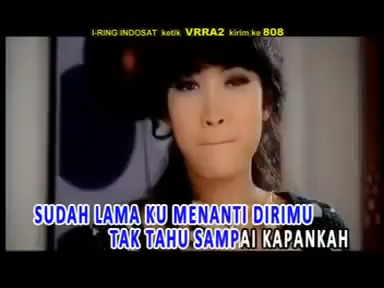 I-RING INDOSAT ketik VRRA2 kirim ke 808
SUDAH LAMA KU MENANTI DIRIMU
TAK TAHU SAMPAI KAPANKAH